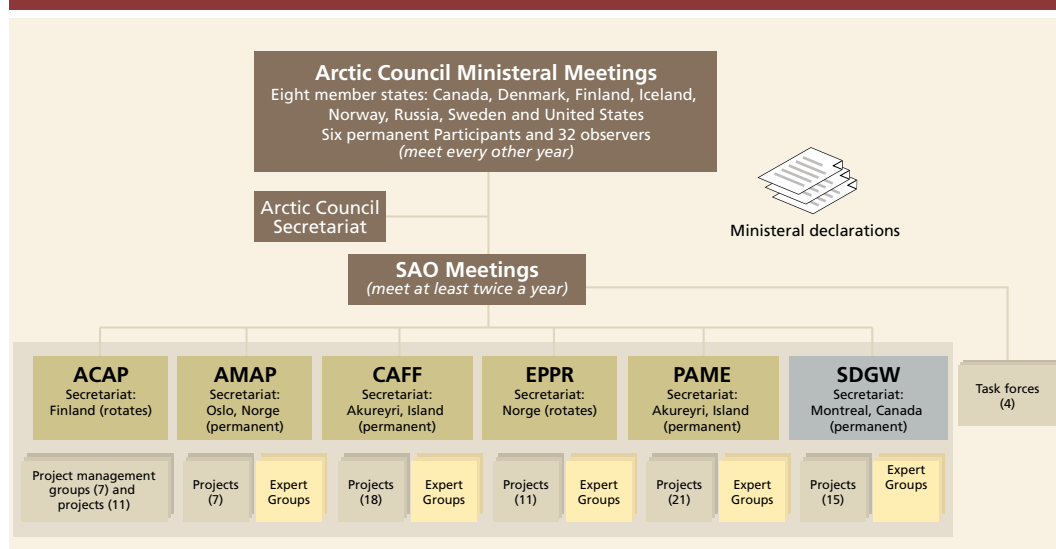 Arctic Council Ministeral Meetings
Eight member states: Canada, Denmark, Finland, Iceland,
Norway, Russia, Sweden and United States
Six permanent Participants and 32 observers
(meet every other year)
Arctic Council
Secretariat
Ministeral declarations
SAO Meetings
(meet at least twice a year)
ACAP
Secretariat:
Finland (rotates)
AMAP
Secretariat:
Oslo, Norge
(permanent)
CAFF
Secretariat:
Akureyri, Island
(permanent)
EPPR
Secretariat:
Norge (rotates)
PAME
Secretariat:
Akureyri, Island
(permanent)
SDGW
Secretariat:
Montreal, Canada
(permanent)
Task forces
(4)
Project management
groups (7) and
projects (11)
Projects
(7)
Expert
Groups
Projects
(18)
Expert
Groups
Projects
(11)
Expert
Groups
Projects
(21)
Expert
Groups
Projects
(15)
Expert
Groups